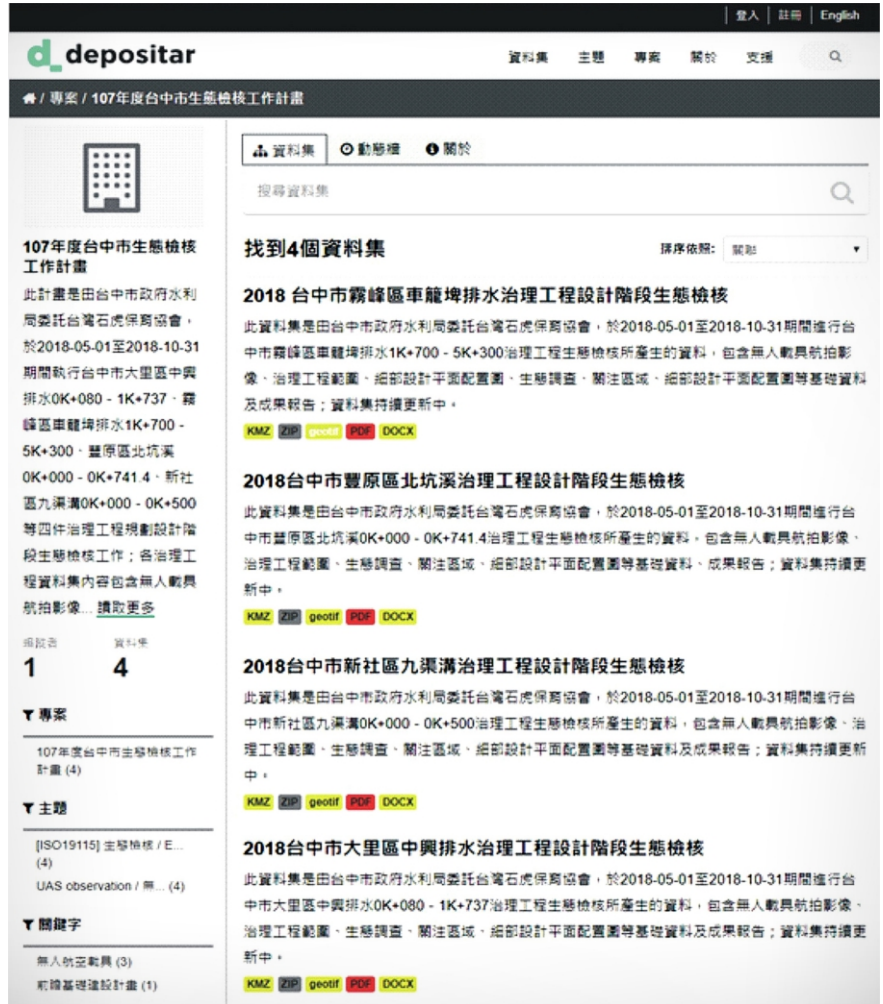 登入 | 註冊 | English
d_depositar
資料集 主題 專案 關於 支援
/ 專案 / 107年度台中市生態檢核工作計畫
資料集 動態牆 關於
搜尋資料集
107年度台中市生態檢核
工作計畫
此計畫是由台中市政府水利
局委託台灣石虎保育協會，
於2018-05-01至2018-10-31
期間執行台中市大里區中興
排水0K+080 - 1K+737、霧
峰區車籠埤排水1K+700 -
5K+300、豐原區北坑溪
0K+000 - 0K+741.4、新社
區九渠溝0K+000 - 0K+500
等四件治理工程規劃設計階
段生態檢核工作；各治理工
程資料集內容包含無人載具
航拍影像... 讀取更多
追蹤者 資料集
1 4
專案
107年度台中市生態檢核工作
計畫 (4)
主題
[ISO19115] 生態檢核 / E...
(4)
UAS observation / 無... (4)
關鍵字
無人航空載具 (3)
前瞻基礎建設計畫 (1)
找到4個資料集
排序依照: 關聯
2018 台中市霧峰區車籠埤排水治理工程設計階段生態檢核
此資料集是由台中市政府水利局委託台灣石虎保育協會，於2018-05-01至2018-10-31期間進行台
中市霧峰區車籠埤排水1K+700 - 5K+300治理工程生態檢核所產生的資料，包含無人載具航拍影
像、治理工程範圍、細部設計平面配置圖、生態調查、關注區域、細部設計平面配置圖等基礎資料
及成果報告；資料集持續更新中。
KMZ ZIP geotif PDF DOCX
2018台中市豐原區北坑溪治理工程設計階段生態檢核
此資料集是由台中市政府水利局委託台灣石虎保育協會，於2018-05-01至2018-10-31期間進行台
中市豐原區北坑溪0K+000 - 0K+741.4治理工程生態檢核所產生的資料，包含無人載具航拍影像、
治理工程範圍、生態調查、關注區域、細部設計平面配置圖等基礎資料、成果報告；資料集持續更
新中。
KMZ ZIP geotif PDF DOCX
2018台中市新社區九渠溝治理工程設計階段生態檢核
此資料集是由台中市政府水利局委託台灣石虎保育協會，於2018-05-01至2018-10-31期間進行台
中市新社區九渠溝0K+000 - 0K+500治理工程生態檢核所產生的資料，包含無人載具航拍影像、治
理工程範圍、生態調查、關注區域、細部設計平面配置圖等基礎資料及成果報告；資料集持續更新
中。
KMZ ZIP geotif PDF DOCX
2018台中市大里區中興排水治理工程設計階段生態檢核
此資料集是由台中市政府水利局委託台灣石虎保育協會，於2018-05-01至2018-10-31期間進行台
中市大里區中興排水0K+080 - 1K+737治理工程生態檢核所產生的資料，包含無人載具航拍影像、
治理工程範圍、生態調查、關注區域、細部設計平面配置圖等基礎資料及成果報告；資料集持續更
新中。
KMZ ZIP geotif PDF DOCX